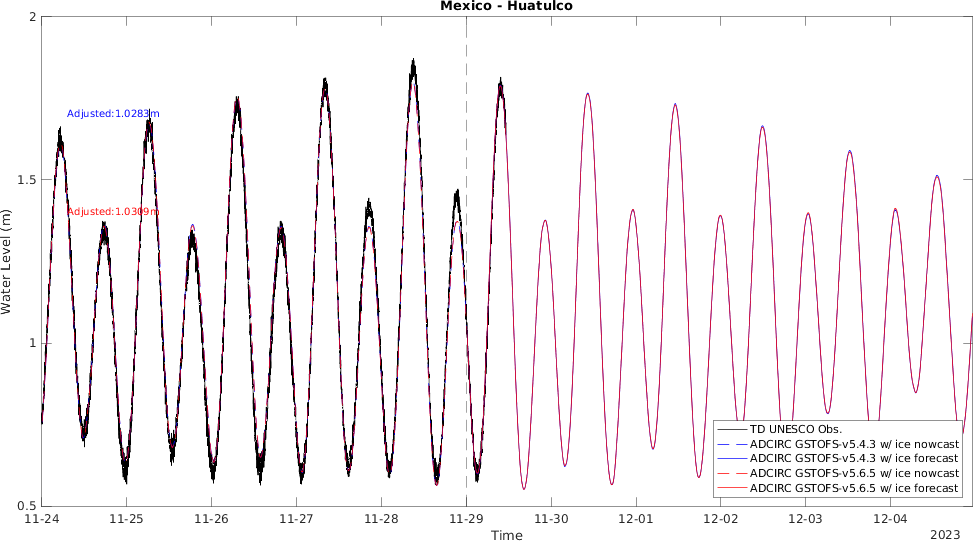 Mexico - Huatulco
2
1.5
1
0.5
Water Level (m)
Adjusted:1.0283m
Adjusted:1.0309m
TD UNESCO Obs.
ADCIRC GSTOFS-v5.4.3 w/ ice nowcast
ADCIRC GSTOFS-v5.4.3 w/ ice forecast
ADCIRC GSTOFS-v5.6.5 w/ ice nowcast
ADCIRC GSTOFS-v5.6.5 w/ ice forecast
11-24 11-25 11-26 11-27 11-28 11-29 11-30 12-01 12-02 12-03 12-04
Time
2023